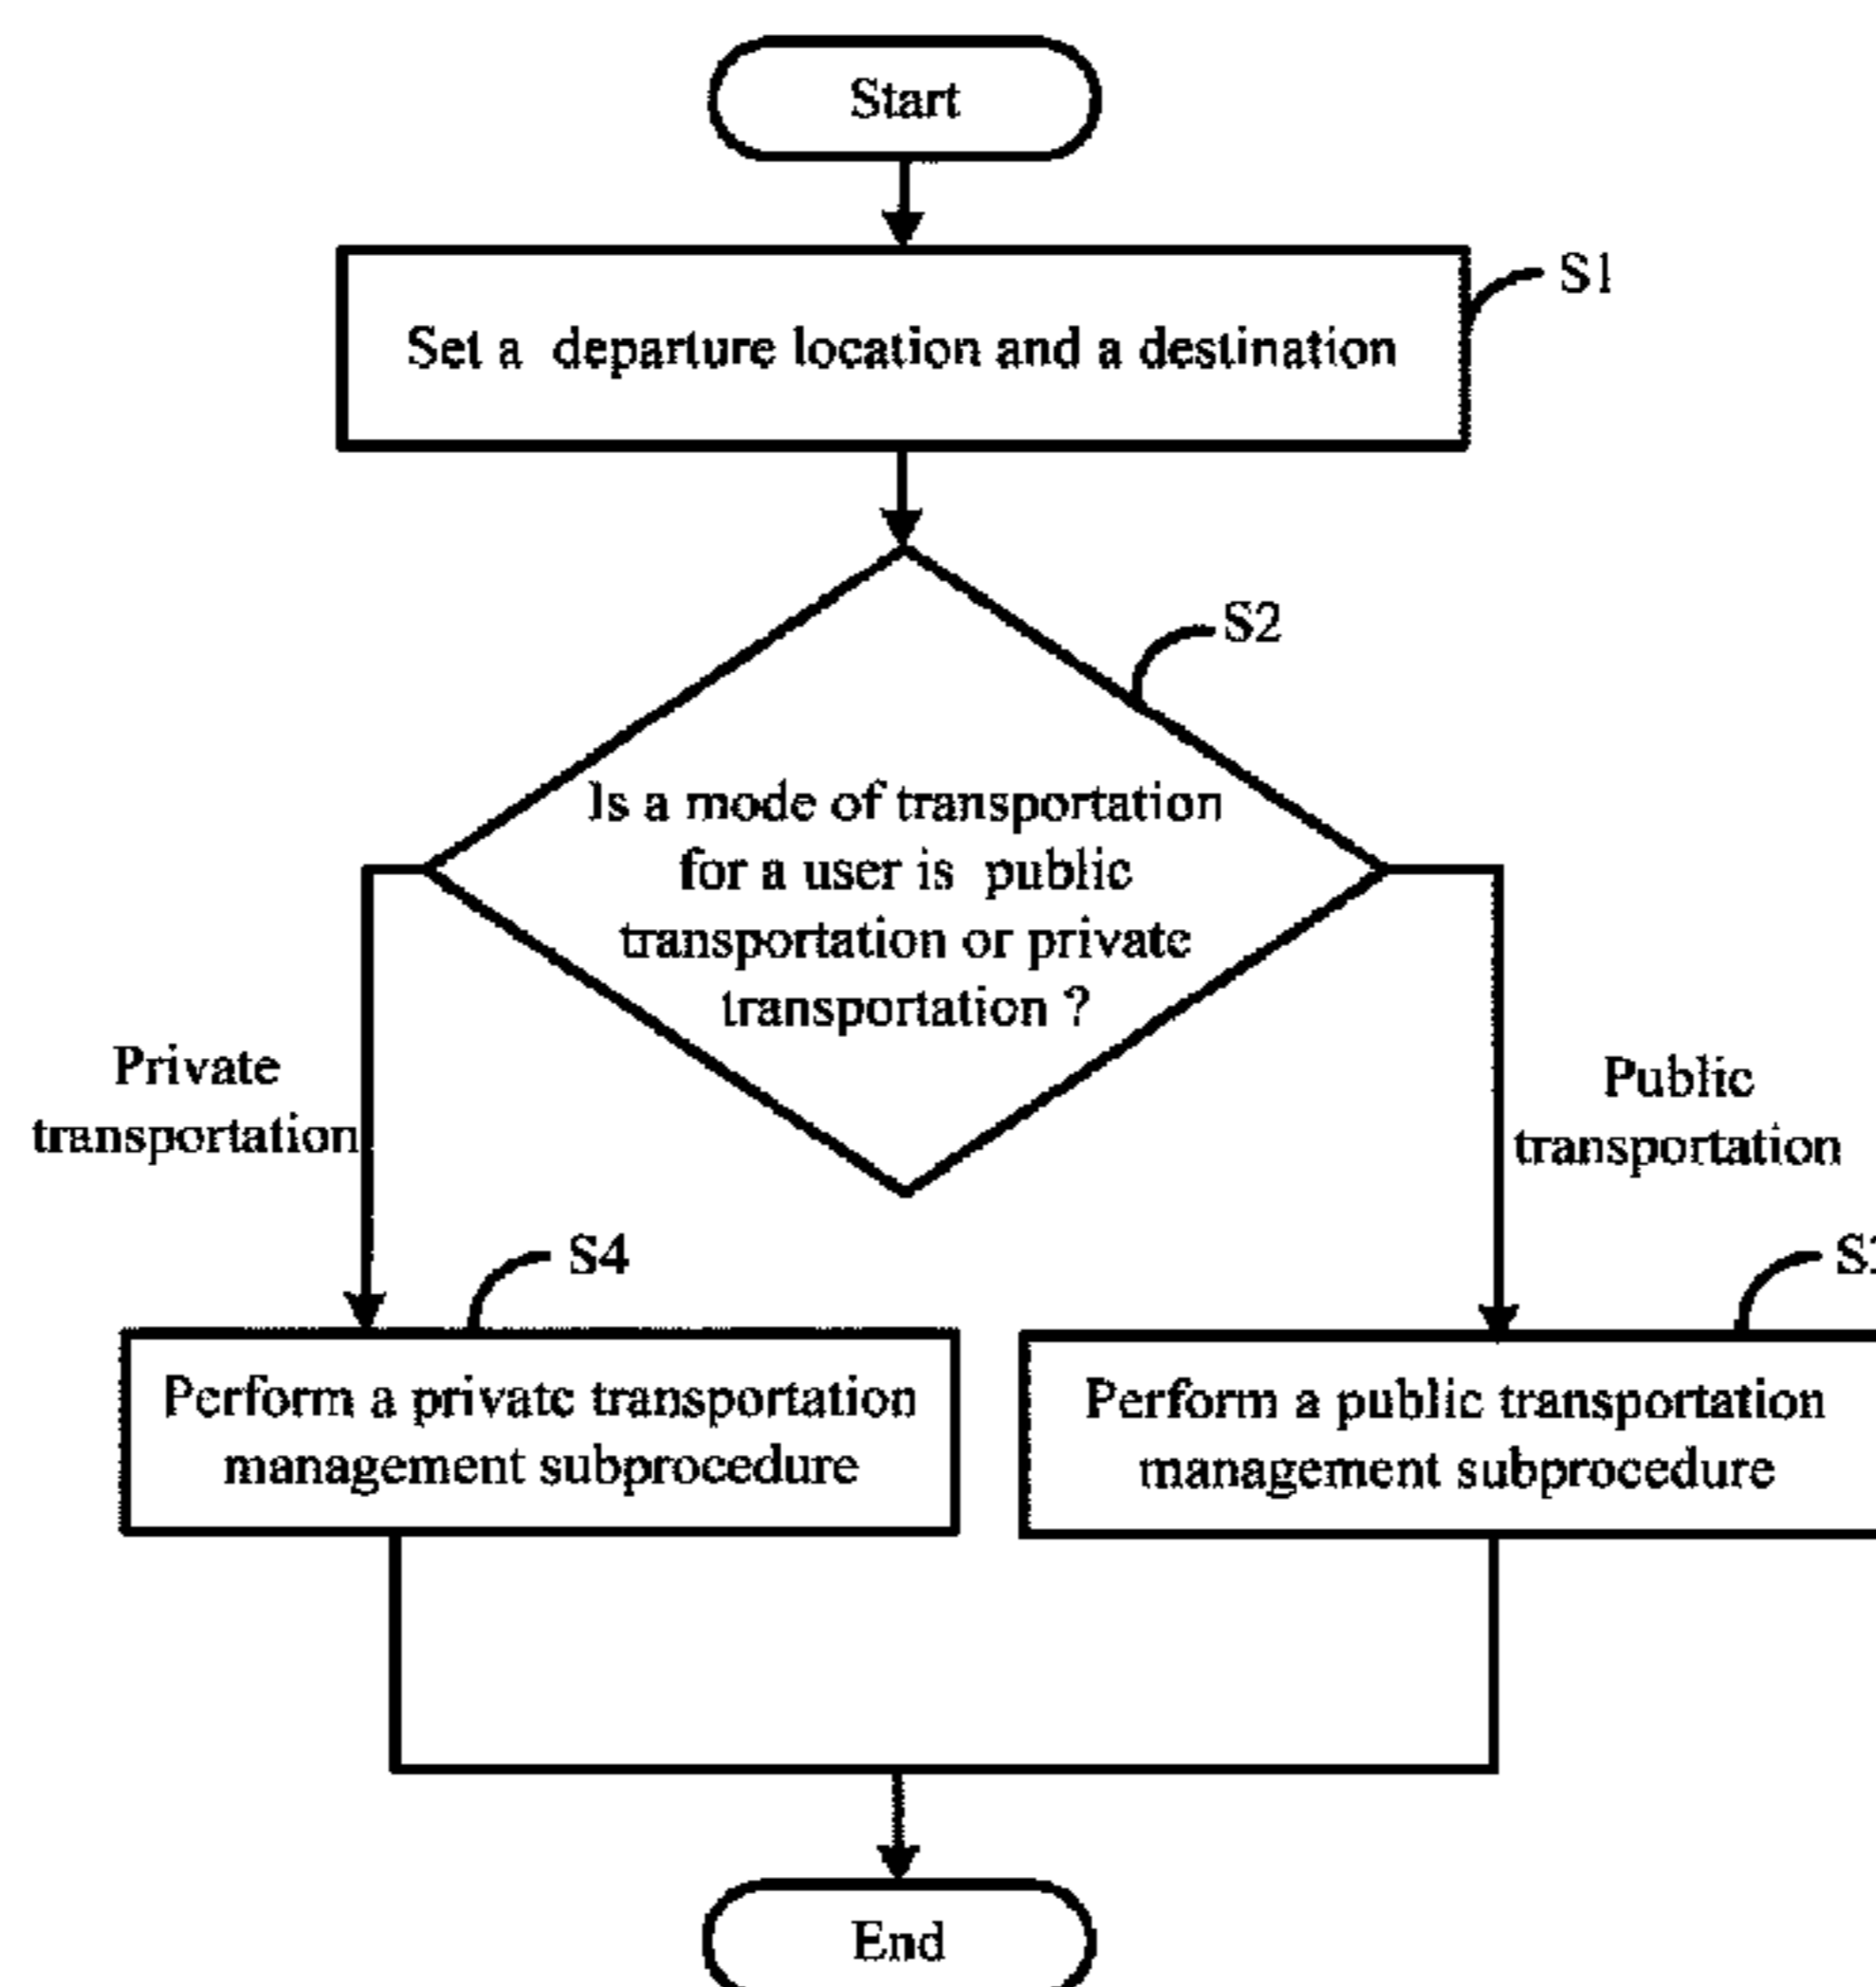 Start
Set a departure location and a destination
S1
S2
Is a mode of transportation
for a user is public
transportation or private
transportation ?
Private
transportation
Public
transportation
S4
Perform a private transportation
management subprocedure
Perform a public transportation
management subprocedure
End